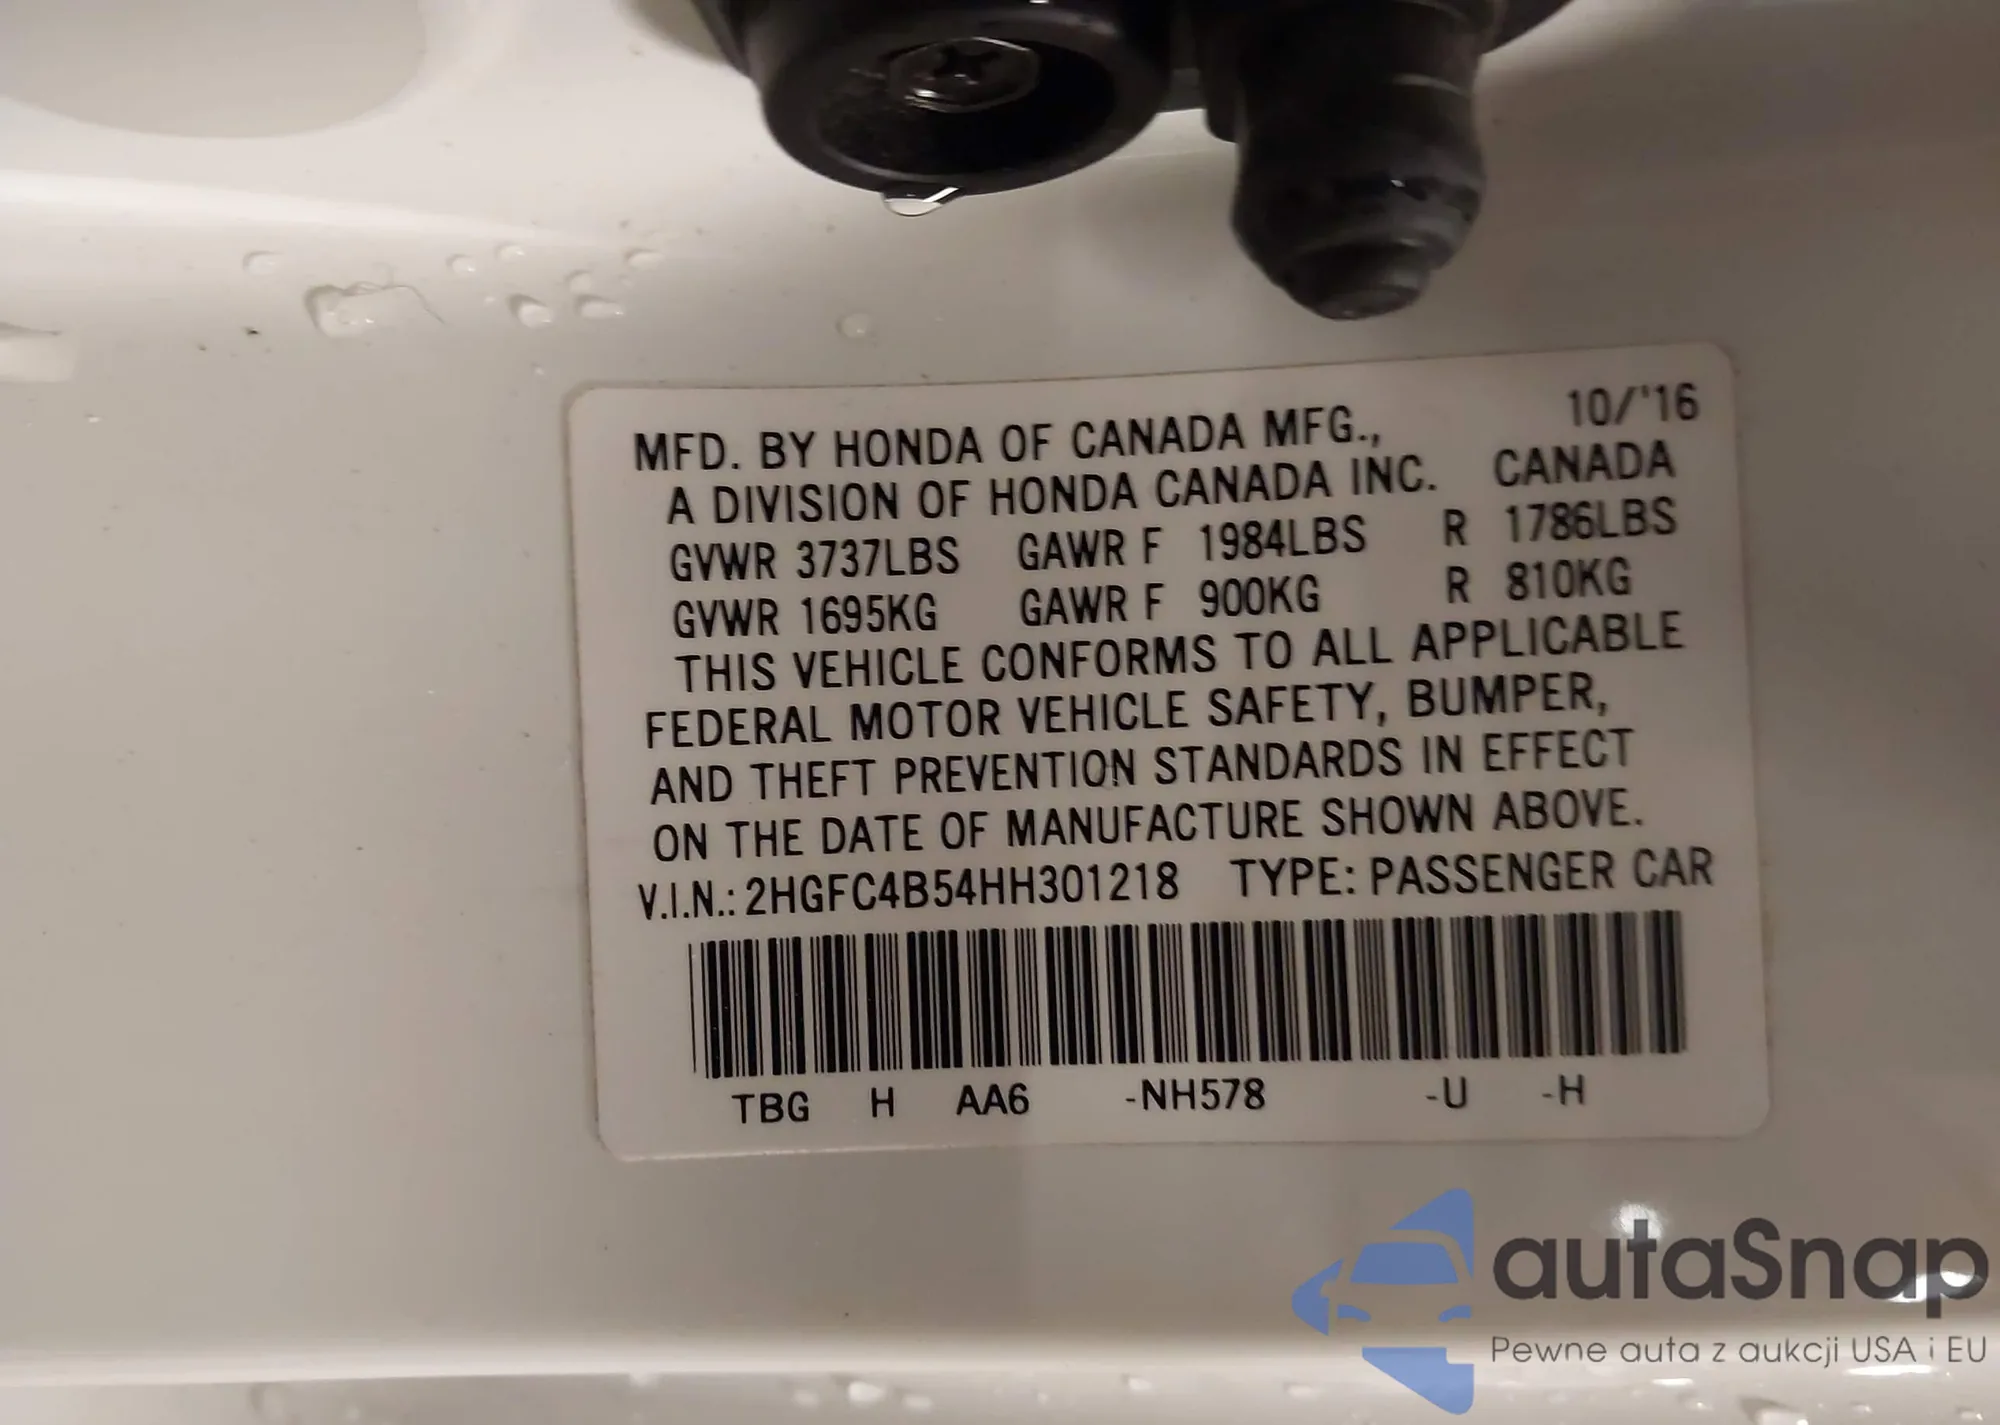 MFD. BY HONDA OF CANADA MFG., 10/'16
A DIVISION OF HONDA CANADA INC. CANADA
GVWR 3737LBS GAWR F 1984LBS R 1786LBS
GVWR 1695KG GAWR F 900KG R 810KG
THIS VEHICLE CONFORMS TO ALL APPLICABLE
FEDERAL MOTOR VEHICLE SAFETY, BUMPER,
AND THEFT PREVENTION STANDARDS IN EFFECT
ON THE DATE OF MANUFACTURE SHOWN ABOVE.
V.I.N.: 2HGFC4B54HH301218 TYPE: PASSENGER CAR
TBG H AA6 -NH578 -U -H
autaSnap
Pewne auta z aukcji USA i EU